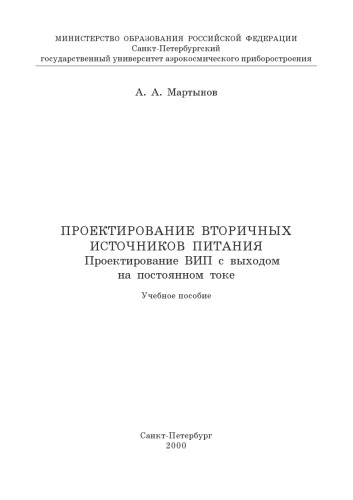 МИНИСТЕРСТВО ОБРАЗОВАНИЯ РОССИЙСКОЙ ФЕДЕРАЦИИ
Санкт-Петербургский
государственный университет аэрокосмического приборостроения
А. А. Мартынов
ПРОЕКТИРОВАНИЕ ВТОРИЧНЫХ
ИСТОЧНИКОВ ПИТАНИЯ
Проектирование ВИП с выходом
на постоянном токе
Учебное пособие
Санкт-Петербург
2000